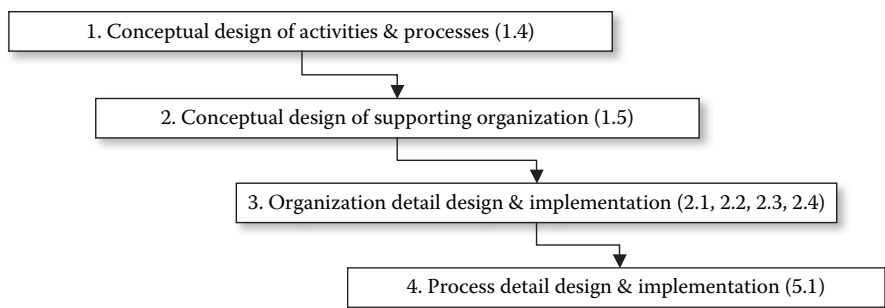 1. Conceptual design of activities & processes (1.4)
2. Conceptual design of supporting organization (1.5)
3. Organization detail design & implementation (2.1, 2.2, 2.3, 2.4)
4. Process detail design & implementation (5.1)